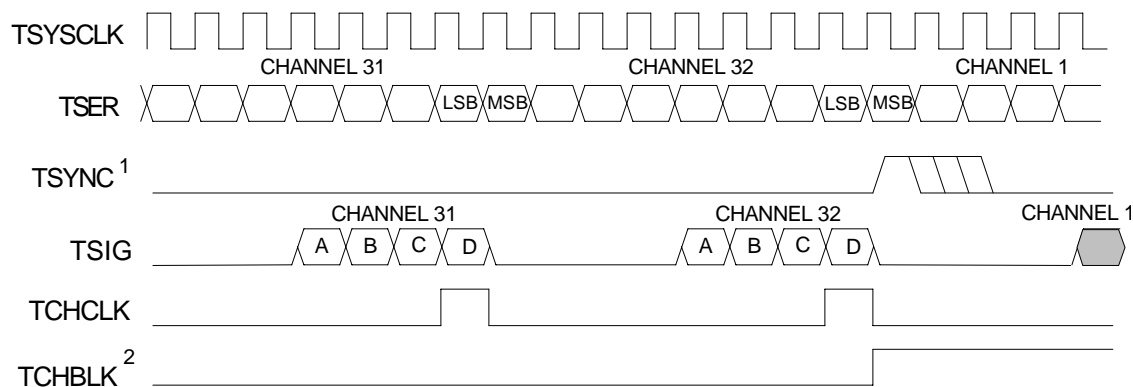 TSYSCLK
CHANNEL 31 CHANNEL 32 CHANNEL 1
TSER LSB MSB LSB MSB
TSYNC 1
CHANNEL 31 CHANNEL 32 CHANNEL 1
TSIG A B C D A B C D
TCHCLK
TCHBLK 2